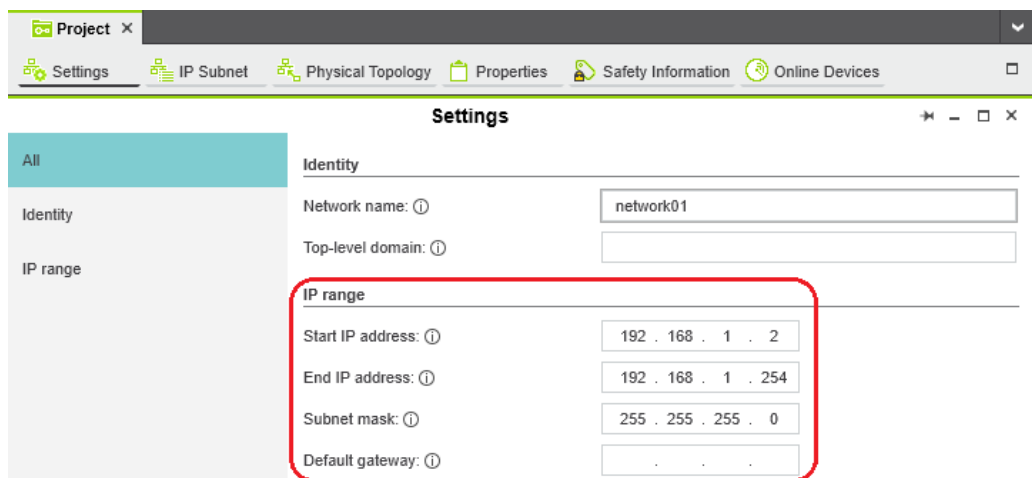 Project
Settings IP Subnet Physical Topology Properties Safety Information Online Devices
Settings
All
Identity
IP range
Identity
Network name: network01
Top-level domain:
IP range
Start IP address: 192 . 168 . 1 . 2
End IP address: 192 . 168 . 1 . 254
Subnet mask: 255 . 255 . 255 . 0
Default gateway: . . .